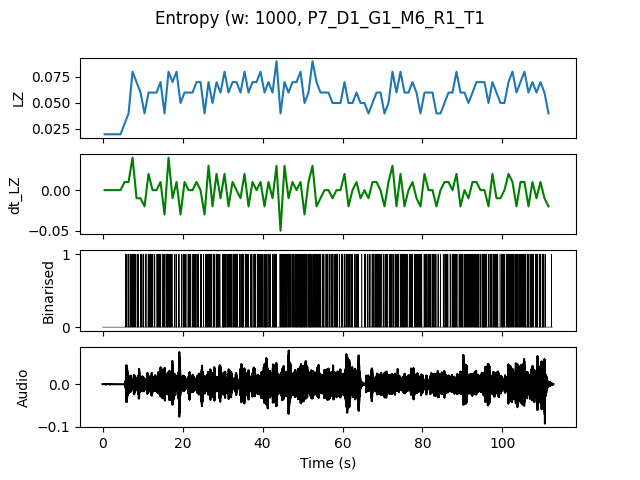 Entropy (w: 1000, P7_D1_G1_M6_R1_T1
LZ
0.075
0.050
0.025
dt_LZ
0.00
−0.05
Binarised
1
0
Audio
0.0
−0.1
0 20 40 60 80 100
Time (s)